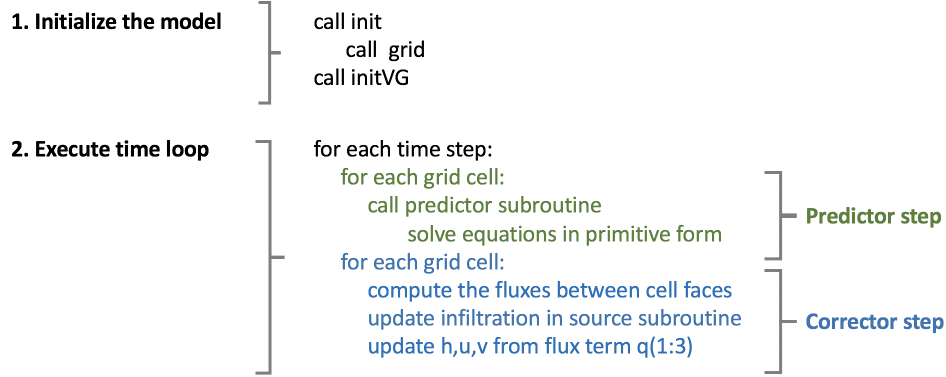 1. Initialize the model
call init
call grid
call initVG
2. Execute time loop
for each time step:
for each grid cell:
call predictor subroutine
solve equations in primitive form
Predictor step
for each grid cell:
compute the fluxes between cell faces
update infiltration in source subroutine
update h,u,v from flux term q(1:3)
Corrector step